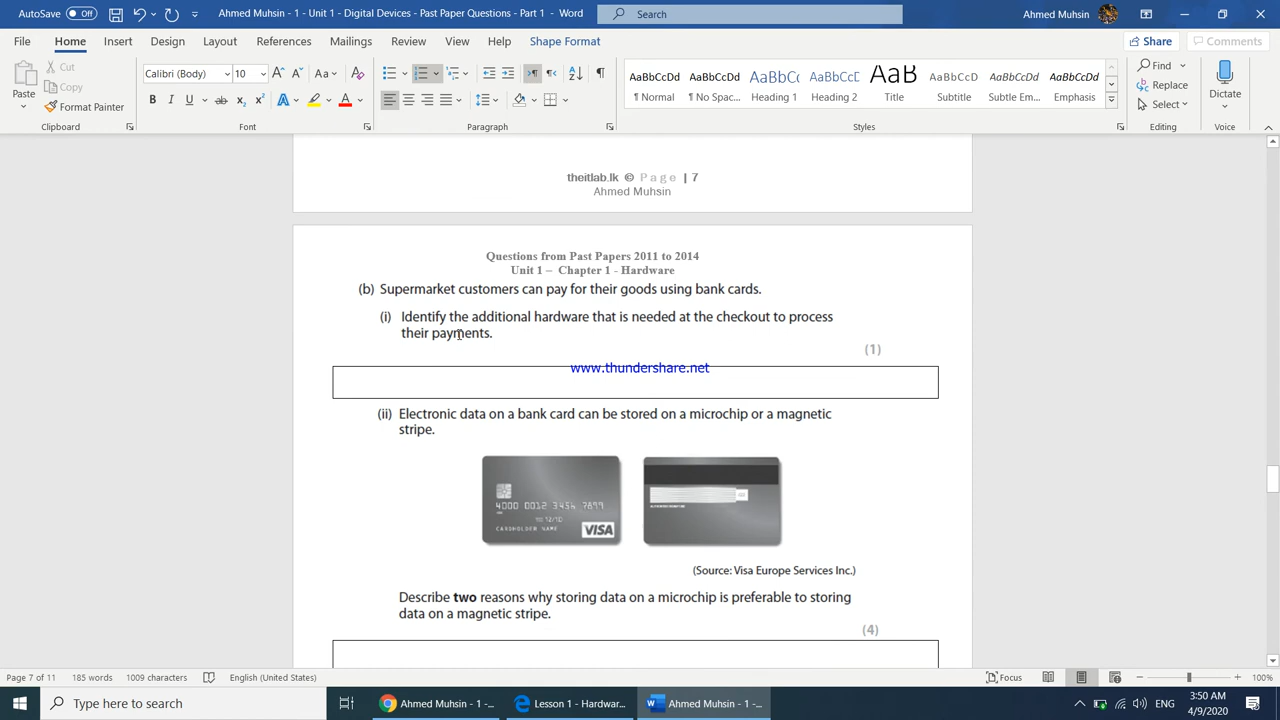 AutoSave Off Ahmed Muhsin - 1 - Unit 1 - Digital Devices - Past Paper Questions - Part 1 - Word Search Ahmed Muhsin
File Home Insert Design Layout References Mailings Review View Help Shape Format Share Comments
Cut
Copy
Format Painter
Paste
Calibri (Body) 10
AaBbCcDd AaBbCcDd AaBbCc AaBbCcD AaB AaBbCcD AaBbCcDd AaBbCcDd
¶ Normal ¶ No Spac... Heading 1 Heading 2 Title Subtitle Subtle Em... Emphasis
Find
Replace
Select
Dictate
Clipboard Font Paragraph Styles Editing Voice
theitlab.lk © Page | 7
Ahmed Muhsin
Questions from Past Papers 2011 to 2014
Unit 1 – Chapter 1 - Hardware
(b) Supermarket customers can pay for their goods using bank cards.
(i) Identify the additional hardware that is needed at the checkout to process
their payments.
(1)
www.thundershare.net
(ii) Electronic data on a bank card can be stored on a microchip or a magnetic
stripe.
4000 0012 3456 7899
CARDHOLDER NAME
VISA
(Source: Visa Europe Services Inc.)
Describe two reasons why storing data on a microchip is preferable to storing
data on a magnetic stripe.
(4)
Page 7 of 11 185 words 1009 characters English (United States) Focus 100%
Type here to search Ahmed Muhsin - 1 -... Lesson 1 - Hardwar... Ahmed Muhsin - 1 -... ENG 3:50 AM
4/9/2020